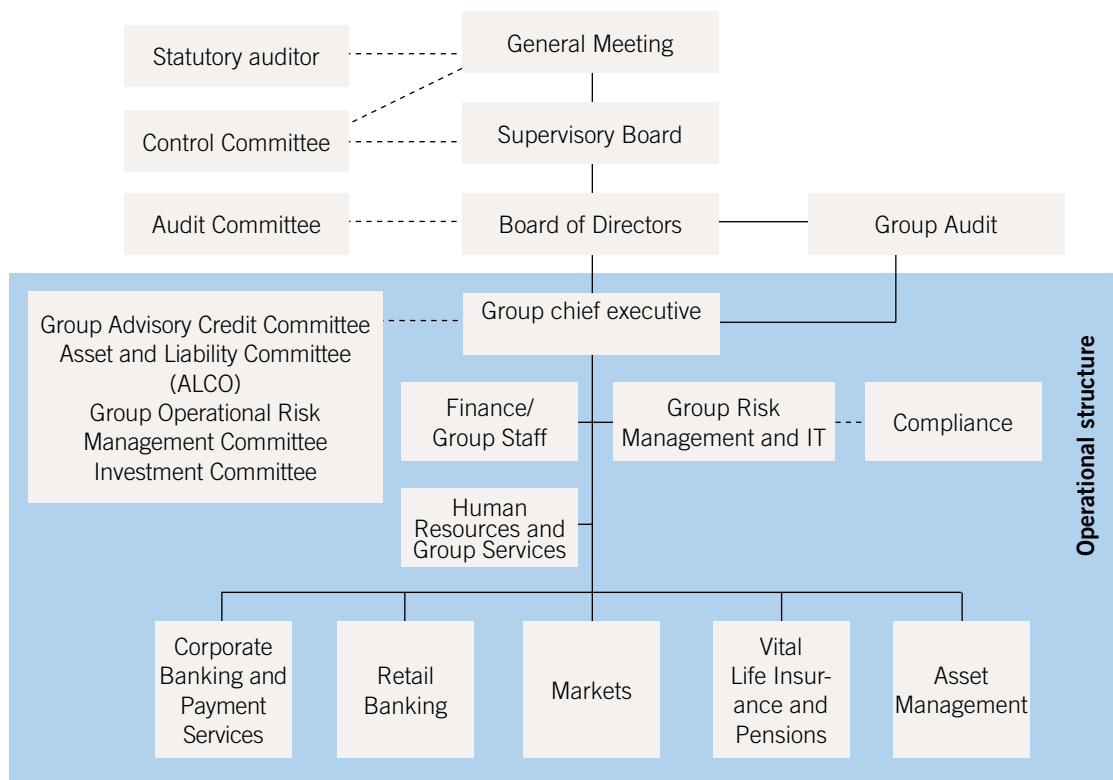 Statutory auditor
General Meeting
Control Committee
Supervisory Board
Audit Committee
Board of Directors
Group Audit
Group Advisory Credit Committee
Asset and Liability Committee
(ALCO)
Group Operational Risk
Management Committee
Investment Committee
Group chief executive
Finance/
Group Staff
Group Risk
Management and IT
Compliance
Human
Resources and
Group Services
Operational structure
Corporate
Banking and
Payment
Services
Retail
Banking
Markets
Vital
Life Insur-
ance and
Pensions
Asset
Management